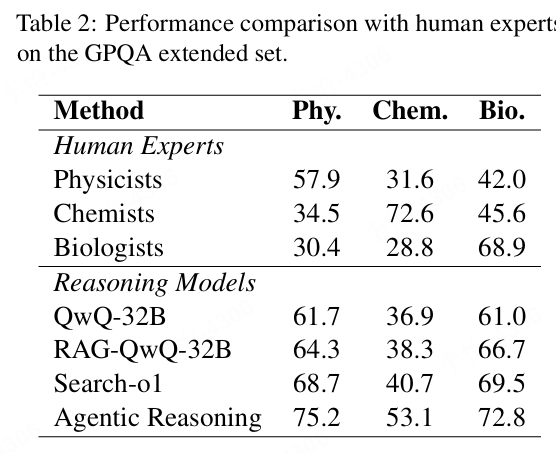 Table 2: Performance comparison with human experts
on the GPQA extended set.
Method Phy. Chem. Bio.
Human Experts
Physicists 57.9 31.6 42.0
Chemists 34.5 72.6 45.6
Biologists 30.4 28.8 68.9
Reasoning Models
QwQ-32B 61.7 36.9 61.0
RAG-QwQ-32B 64.3 38.3 66.7
Search-o1 68.7 40.7 69.5
Agentic Reasoning 75.2 53.1 72.8